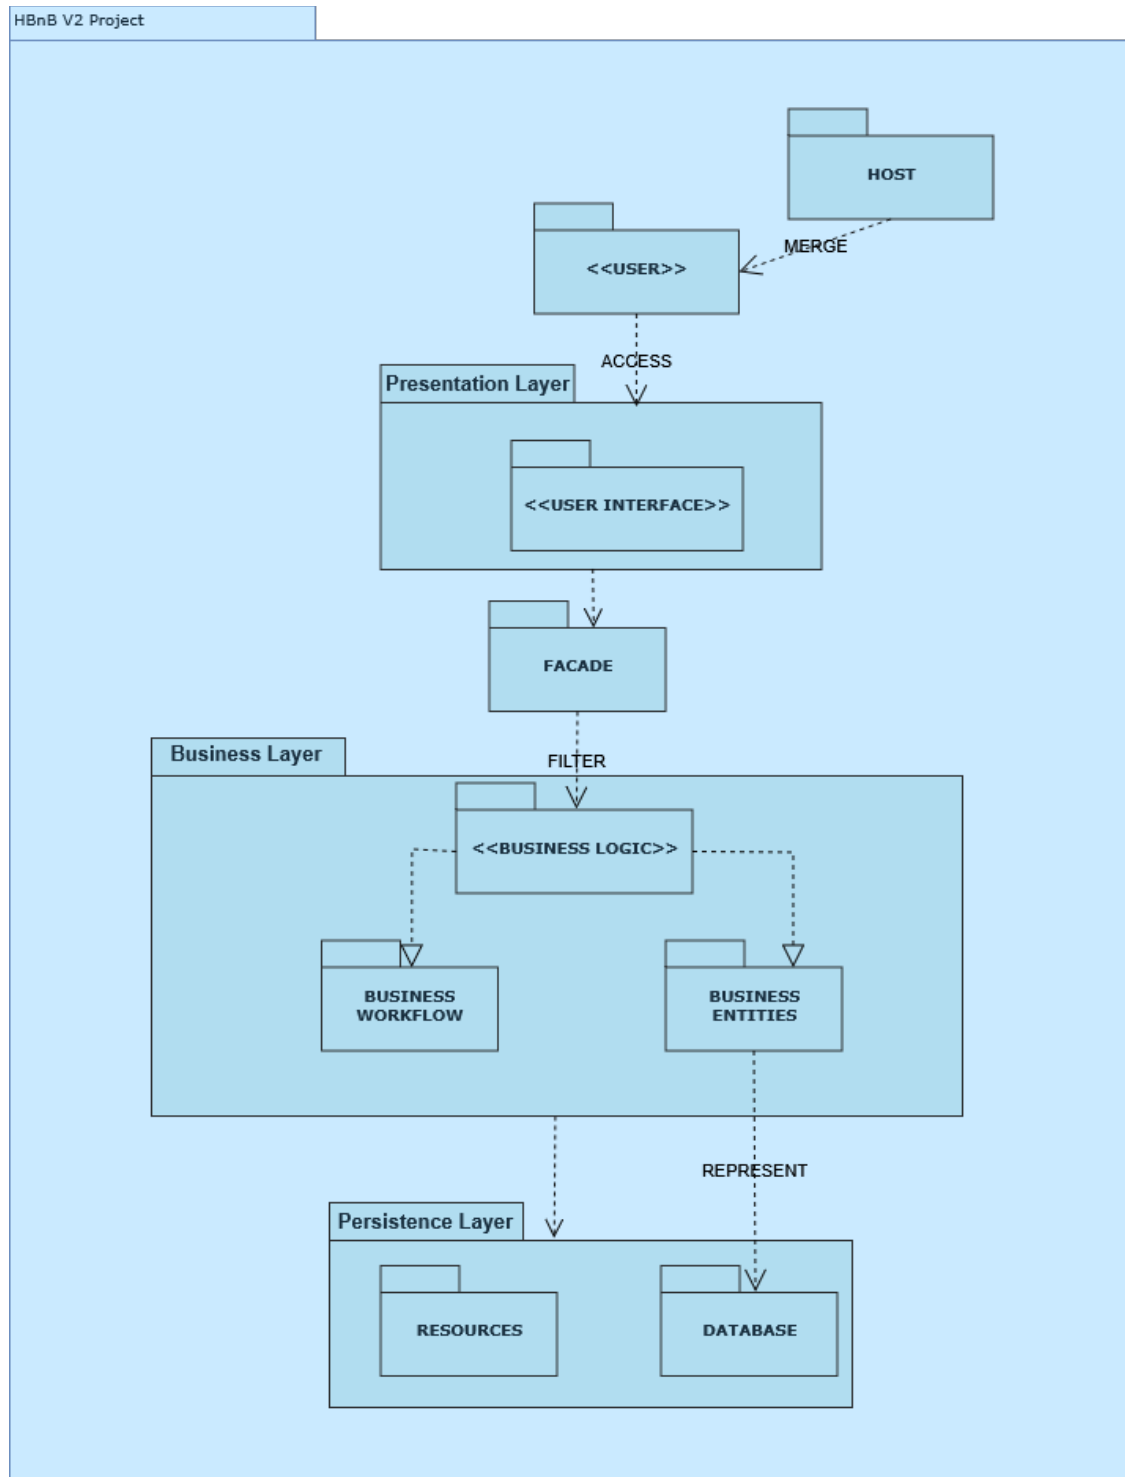 HBnB V2 Project
HOST
MERGE
<<USER>>
ACCESS
Presentation Layer
<<USER INTERFACE>>
FACADE
Business Layer
FILTER
<<BUSINESS LOGIC>>
BUSINESS
WORKFLOW
BUSINESS
ENTITIES
REPRESENT
Persistence Layer
RESOURCES
DATABASE